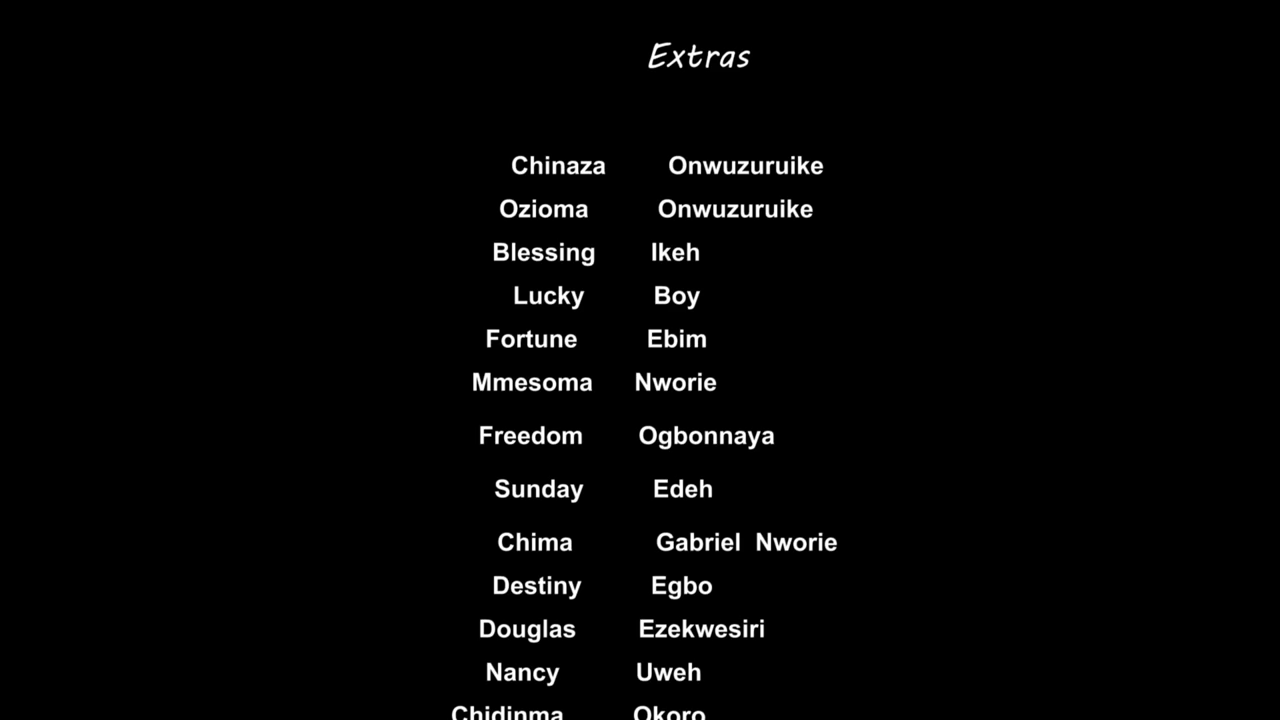 Extras
Chinaza Onwuzuruike
Ozioma Onwuzuruike
Blessing Ikeh
Lucky Boy
Fortune Ebim
Mmesoma Nworie
Freedom Ogbonnaya
Sunday Edeh
Chima Gabriel Nworie
Destiny Egbo
Douglas Ezekwesiri
Nancy Uweh
Chidinma Okoro